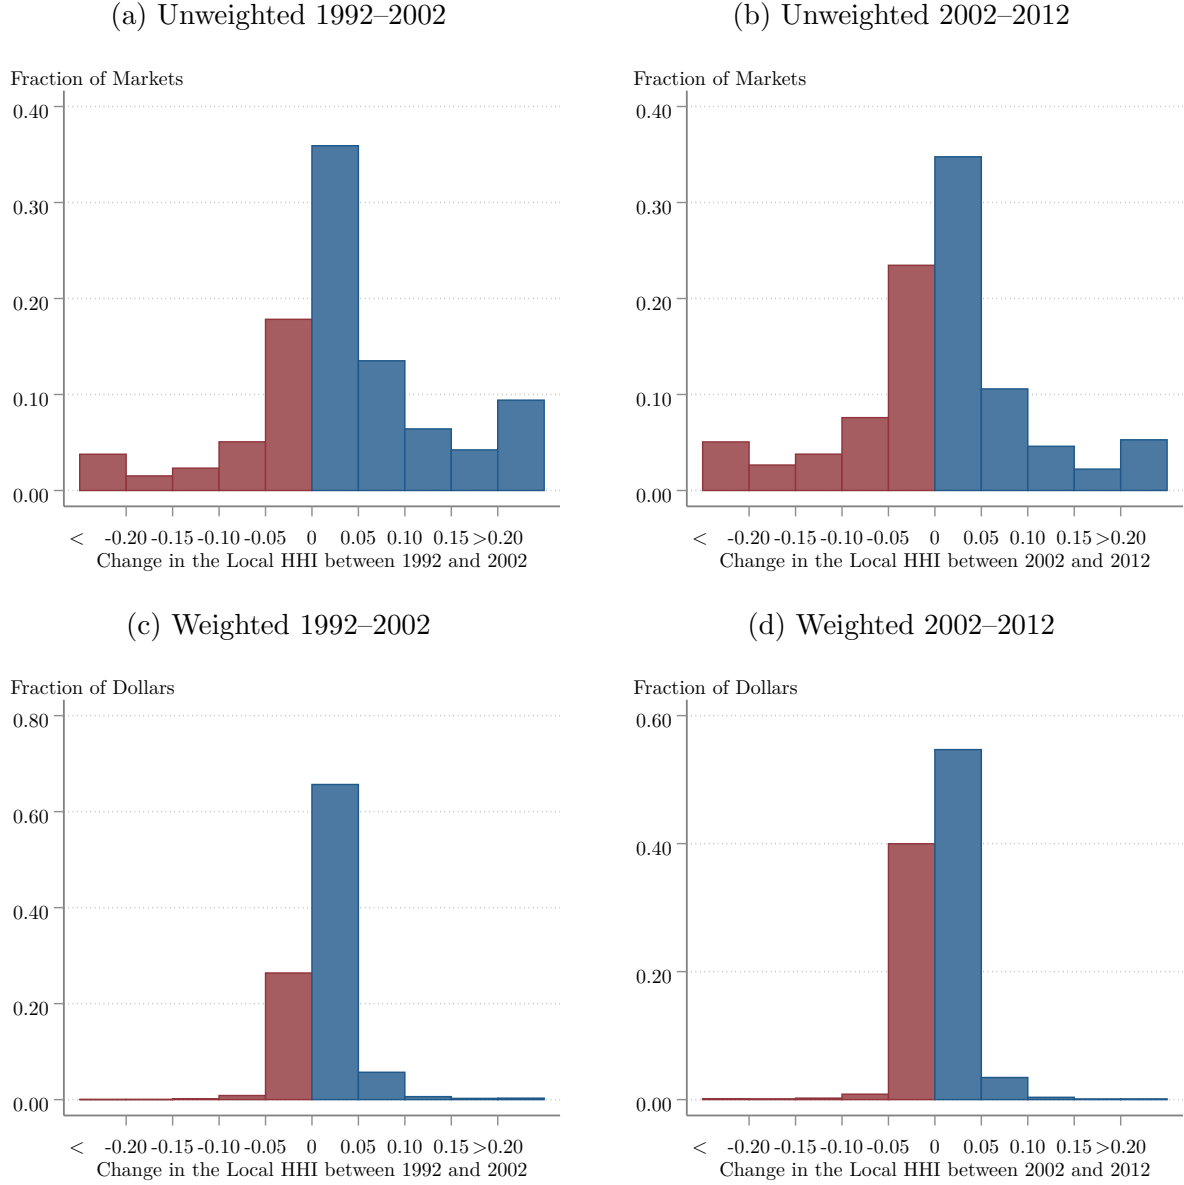 (a) Unweighted 1992–2002
Fraction of Markets
0.40
0.30
0.20
0.10
0.00
< -0.20 -0.15 -0.10 -0.05 0 0.05 0.10 0.15 >0.20
Change in the Local HHI between 1992 and 2002
(b) Unweighted 2002–2012
Fraction of Markets
0.40
0.30
0.20
0.10
0.00
< -0.20 -0.15 -0.10 -0.05 0 0.05 0.10 0.15 >0.20
Change in the Local HHI between 2002 and 2012
(c) Weighted 1992–2002
Fraction of Dollars
0.80
0.60
0.40
0.20
0.00
< -0.20 -0.15 -0.10 -0.05 0 0.05 0.10 0.15 >0.20
Change in the Local HHI between 1992 and 2002
(d) Weighted 2002–2012
Fraction of Dollars
0.60
0.40
0.20
0.00
< -0.20 -0.15 -0.10 -0.05 0 0.05 0.10 0.15 >0.20
Change in the Local HHI between 2002 and 2012